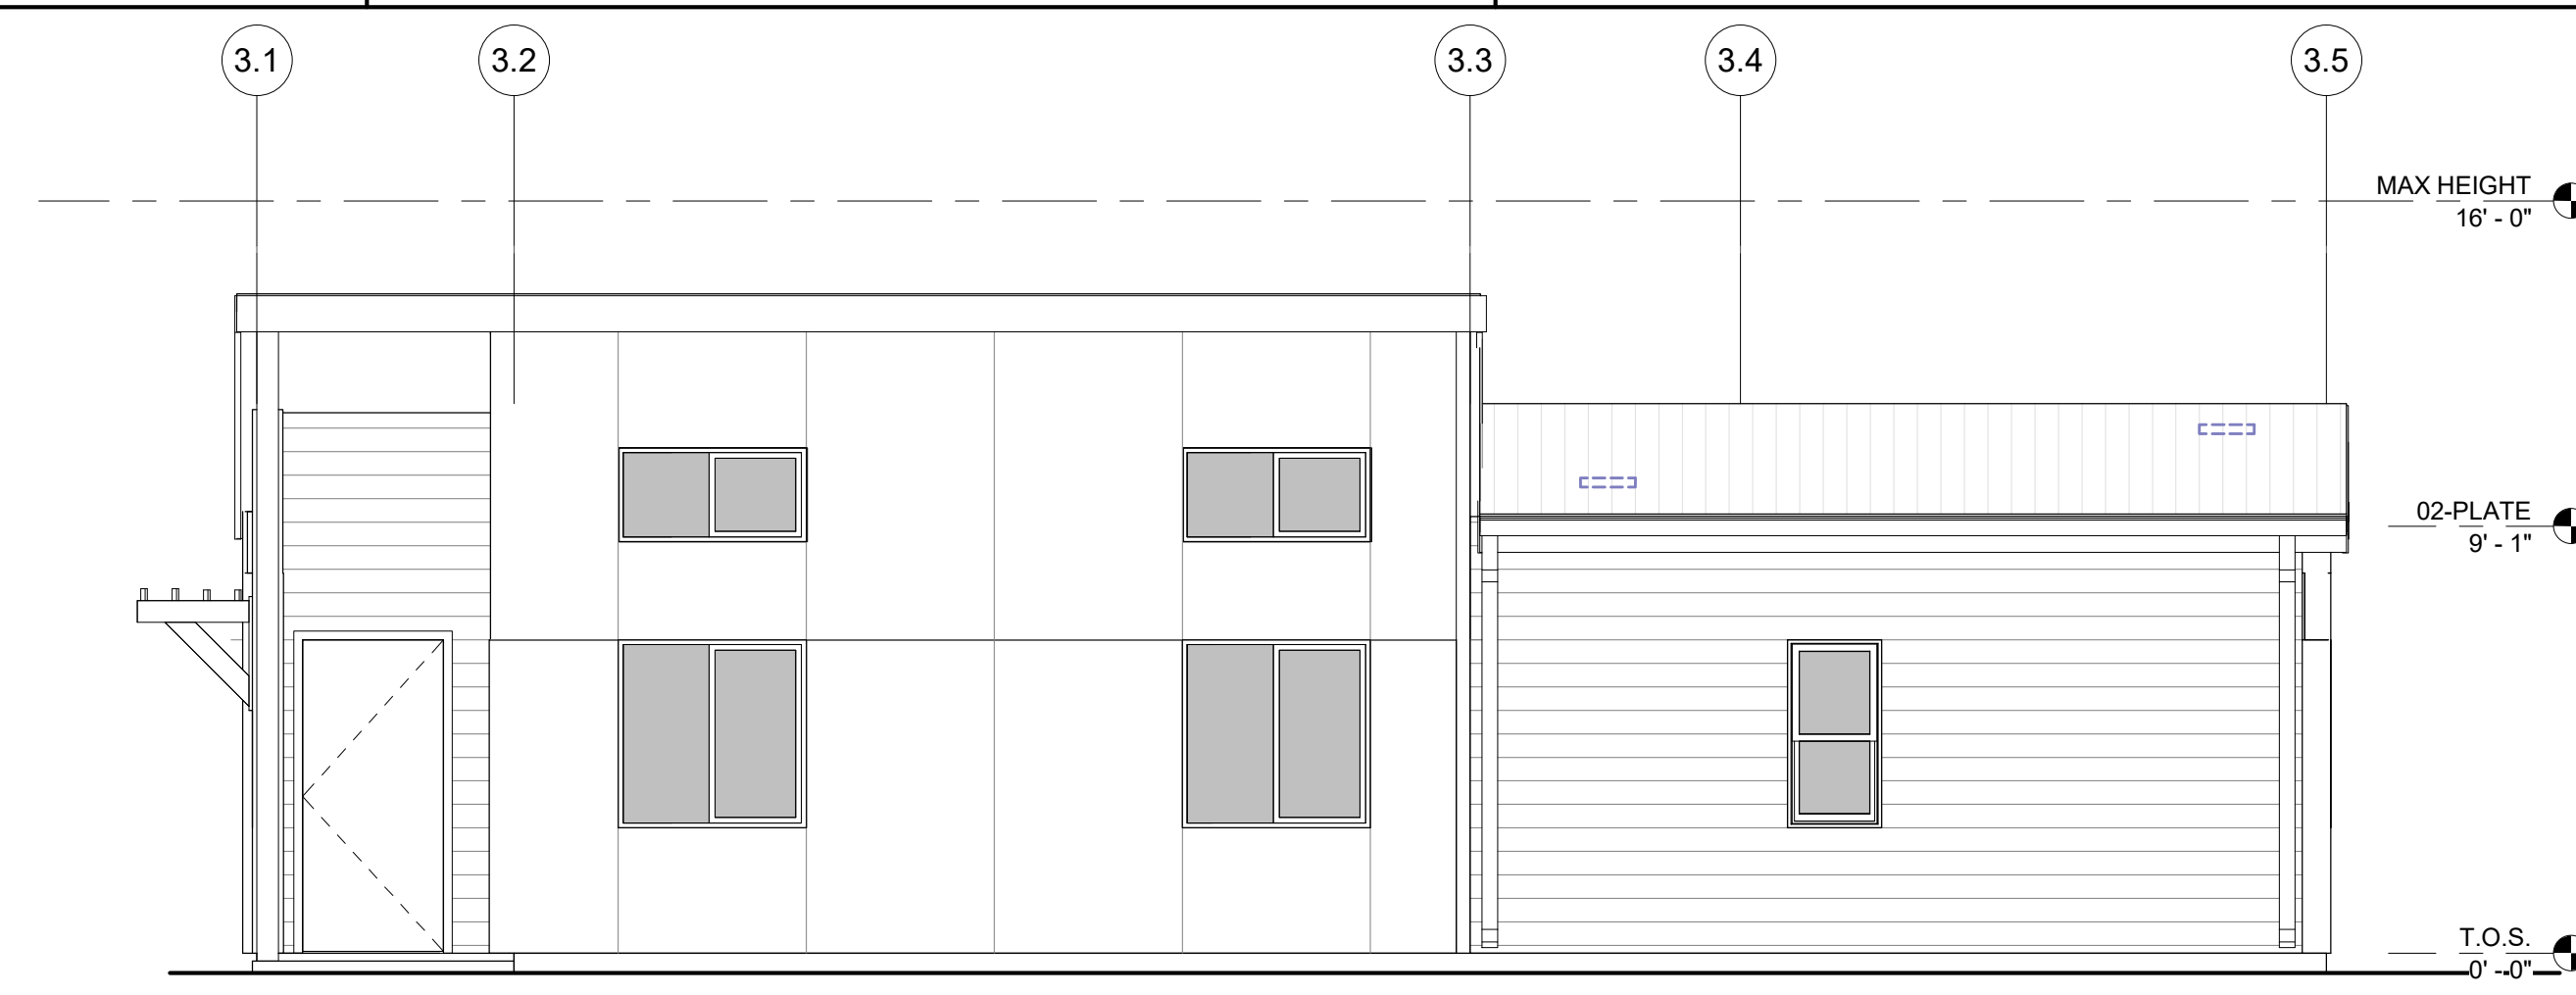 3.1
3.2
3.3
3.4
3.5
MAX HEIGHT
16' - 0"
02-PLATE
9' - 1"
T.O.S.
0' - 0"